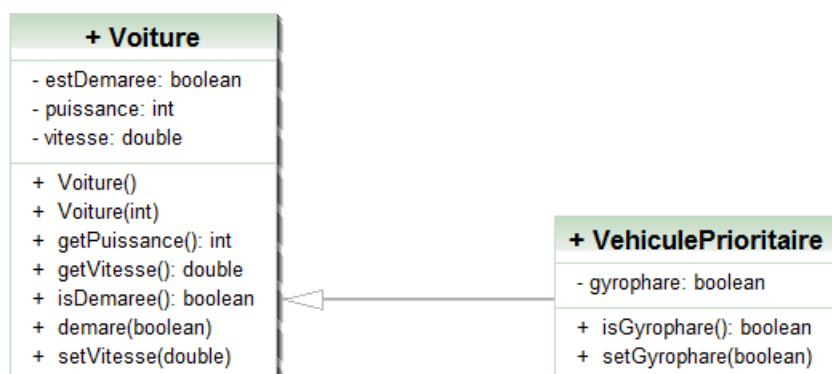 + Voiture
- estDemaree: boolean
- puissance: int
- vitesse: double
+ Voiture()
+ Voiture(int)
+ getPuissance(): int
+ getVitesse(): double
+ isDemaree(): boolean
+ demare(boolean)
+ setVitesse(double)
+ VehiculePrioritaire
- gyrophare: boolean
+ isGyrophare(): boolean
+ setGyrophare(boolean)